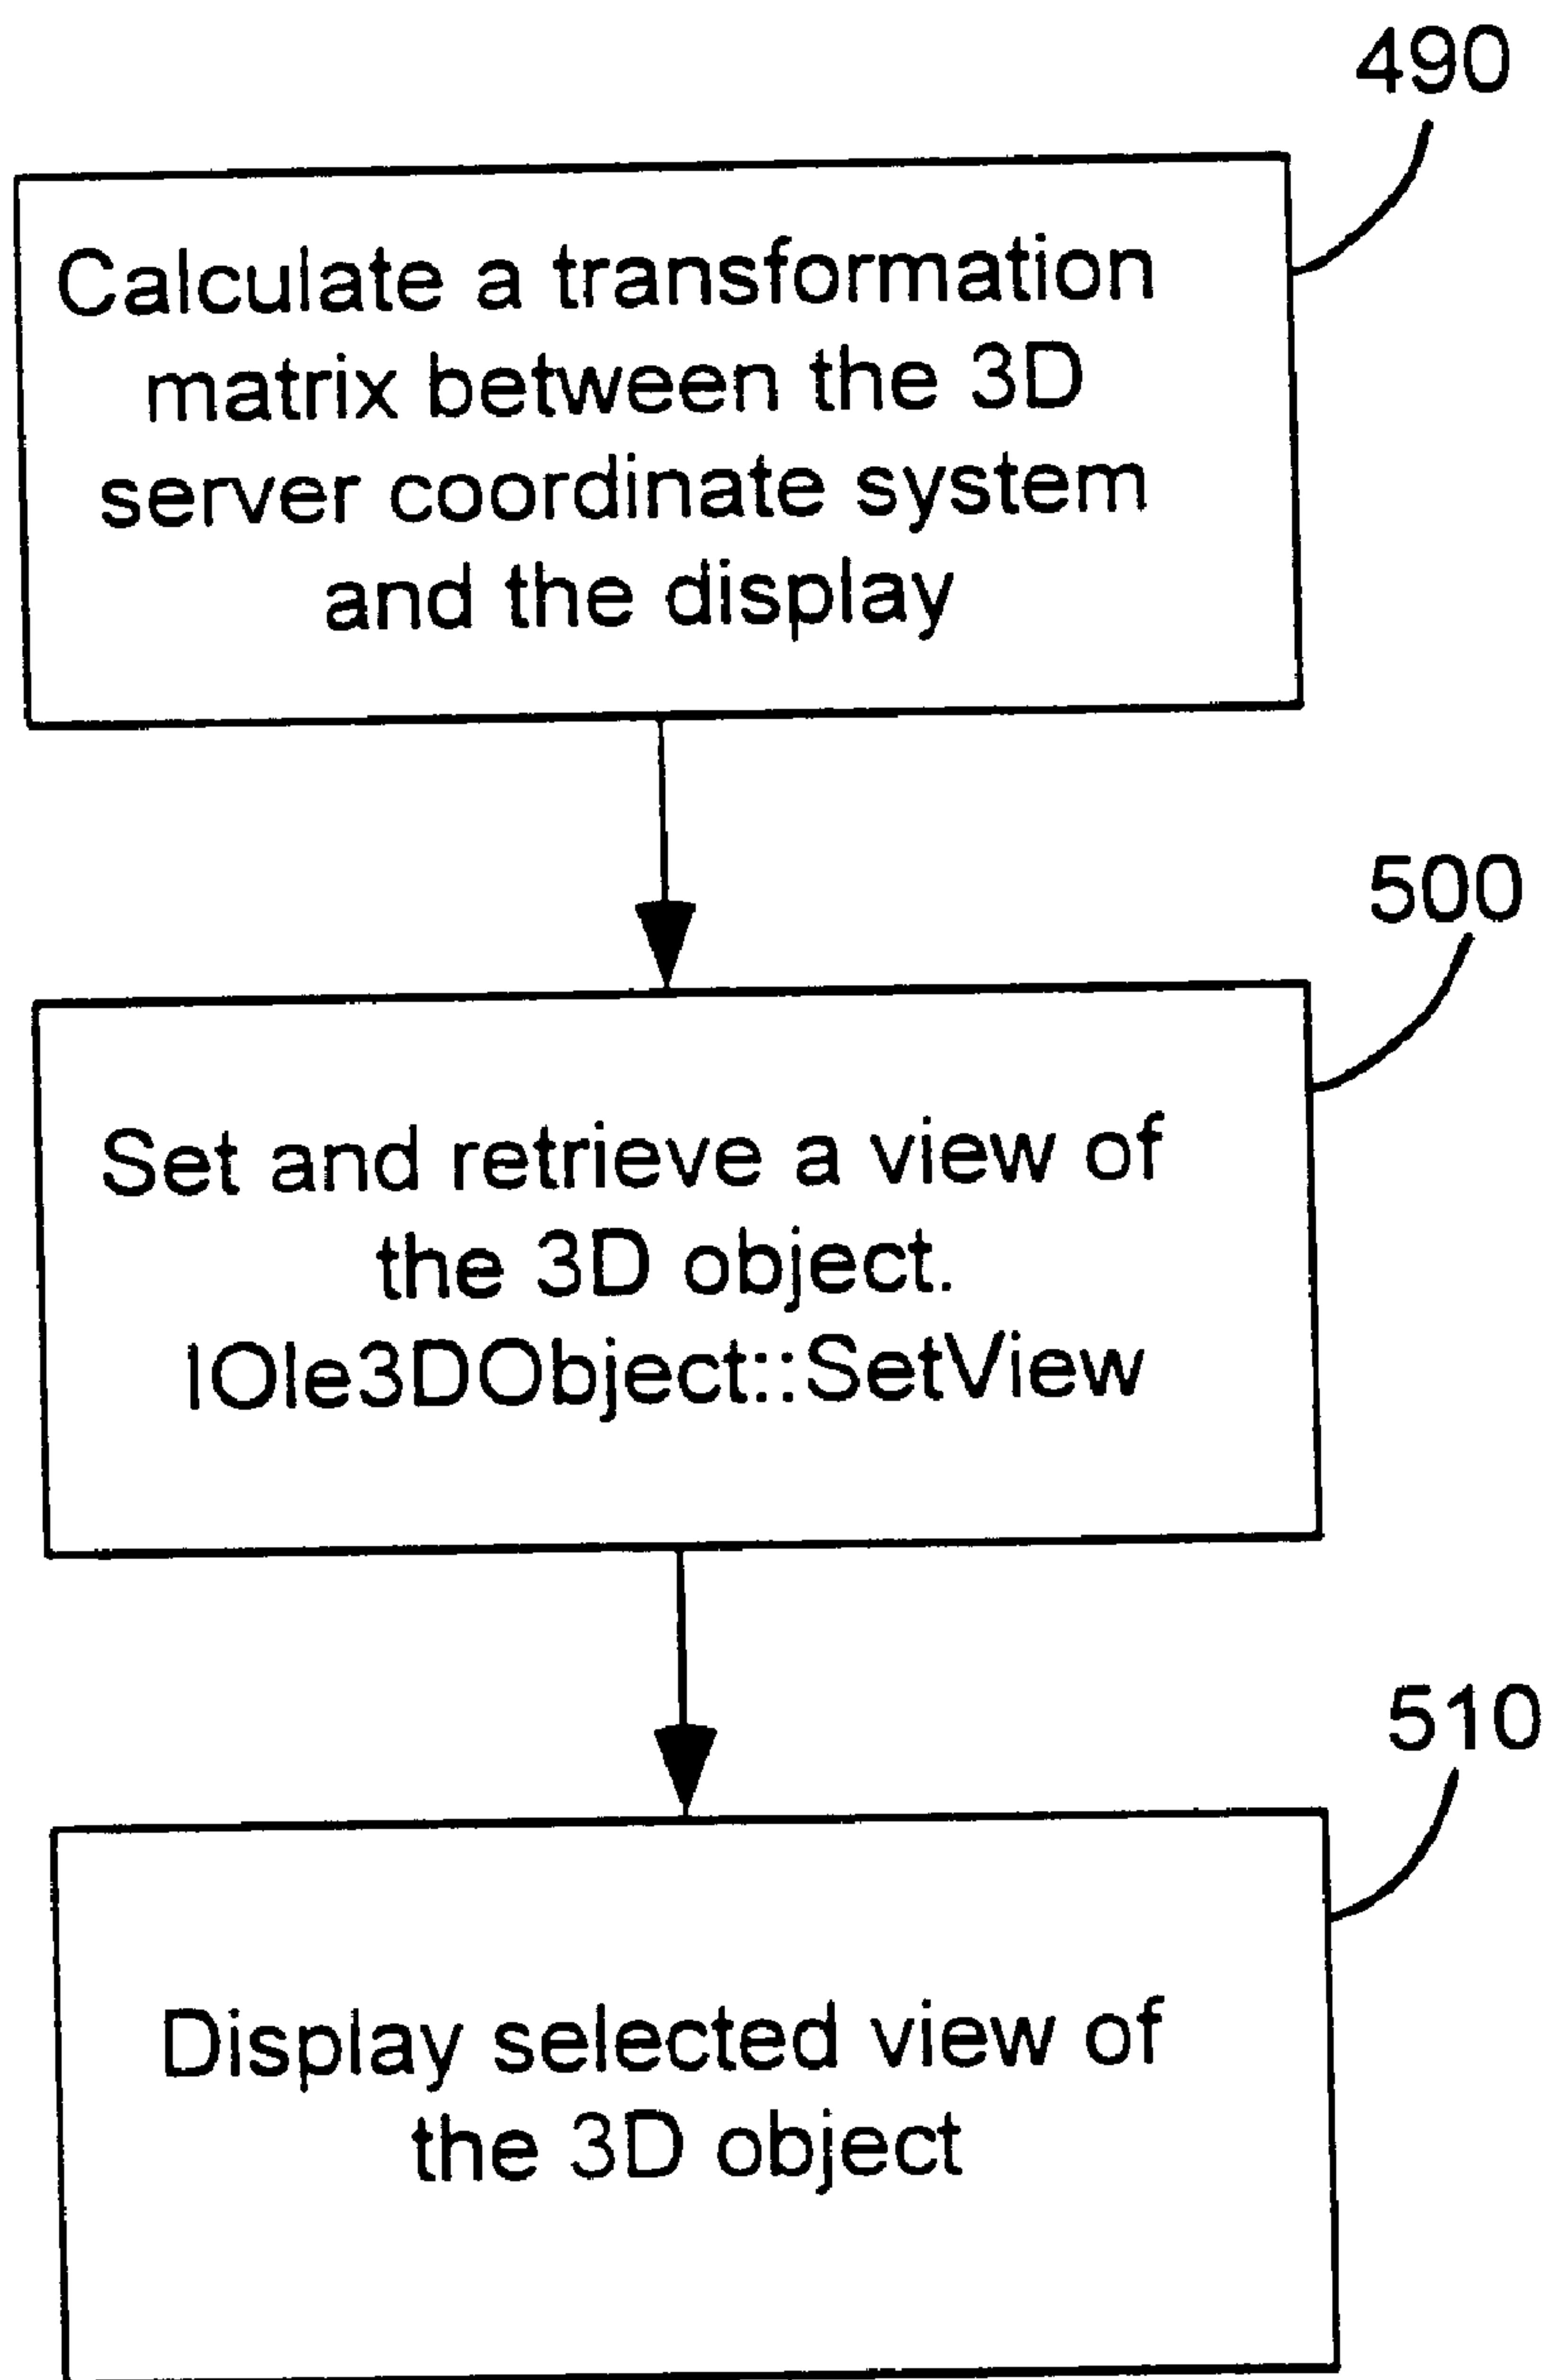 490
Calculate a transformation
matrix between the 3D
server coordinate system
and the display
500
Set and retrieve a view of
the 3D object.
IOle3DObject::SetView
510
Display selected view of
the 3D object